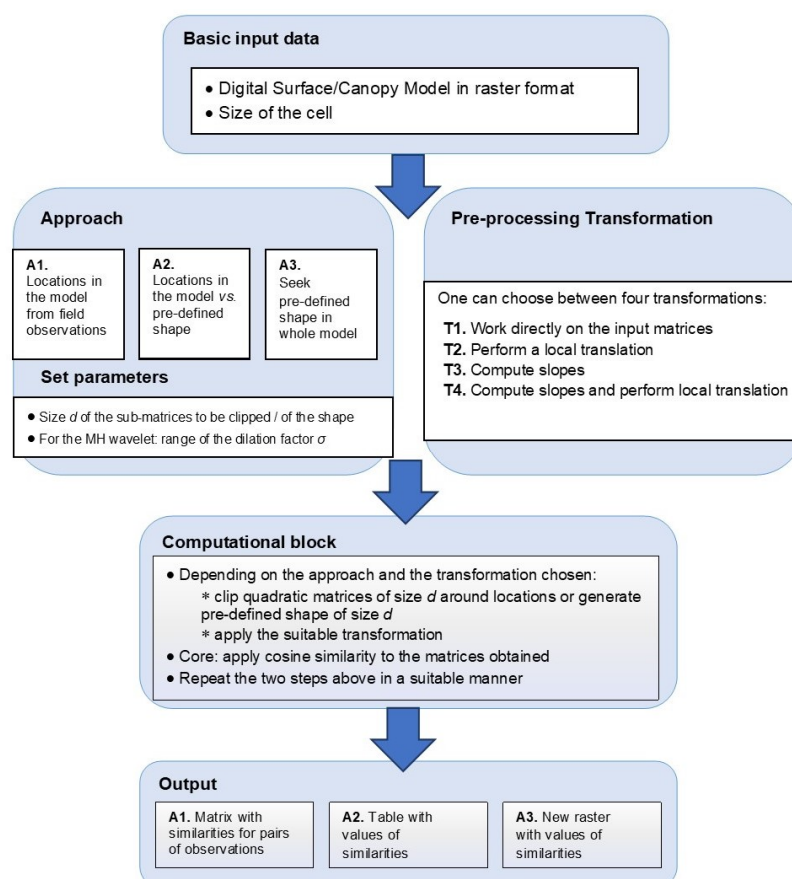 Basic input data
● Digital Surface/Canopy Model in raster format
● Size of the cell
Approach
A1.
Locations in
the model
from field
observations
A2.
Locations in
the model vs.
pre-defined
shape
A3.
Seek
pre-defined
shape in
whole model
Set parameters
● Size d of the sub-matrices to be clipped / of the shape
● For the MH wavelet: range of the dilation factor σ
Pre-processing Transformation
One can choose between four transformations:
T1. Work directly on the input matrices
T2. Perform a local translation
T3. Compute slopes
T4. Compute slopes and perform local translation
Computational block
● Depending on the approach and the transformation chosen:
* clip quadratic matrices of size d around locations or generate
pre-defined shape of size d
* apply the suitable transformation
● Core: apply cosine similarity to the matrices obtained
● Repeat the two steps above in a suitable manner
Output
A1. Matrix with
similarities for pairs
of observations
A2. Table with
values of
similarities
A3. New raster
with values of
similarities